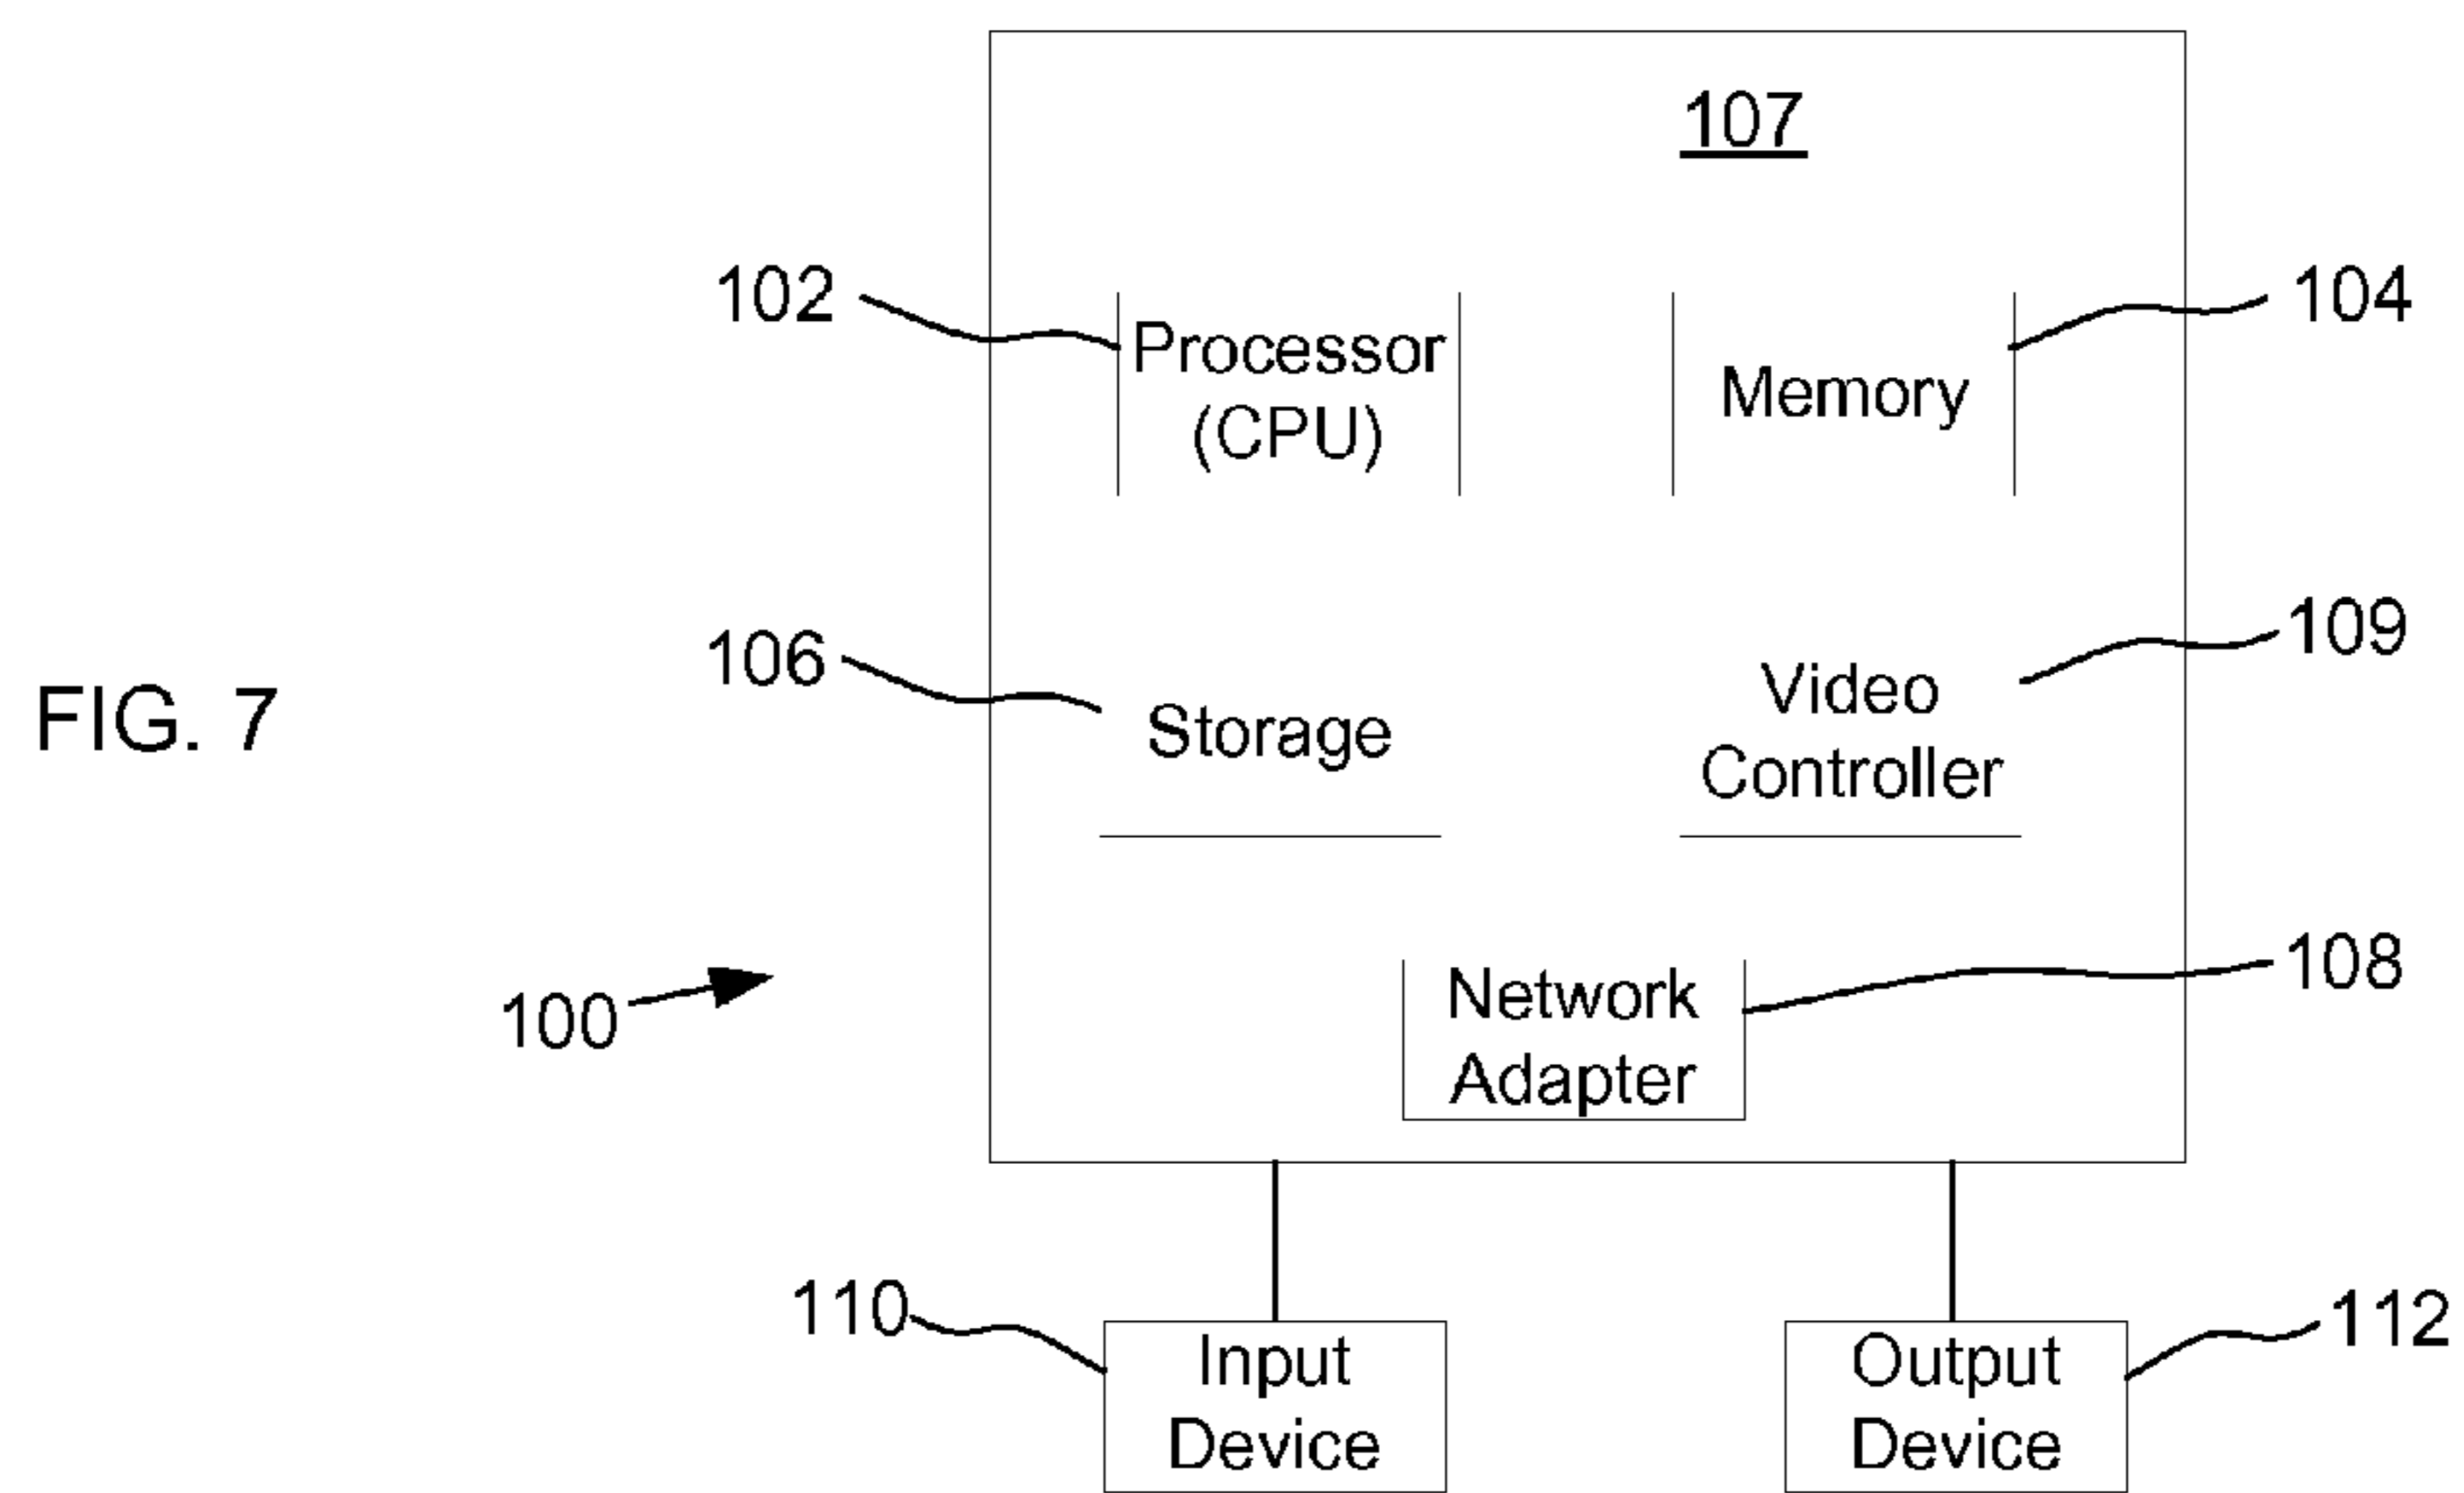 107
102
Processor
(CPU)
Memory
104
106
Storage
Video
Controller
109
FIG. 7
100
Network
Adapter
108
110
Input
Device
Output
Device
112